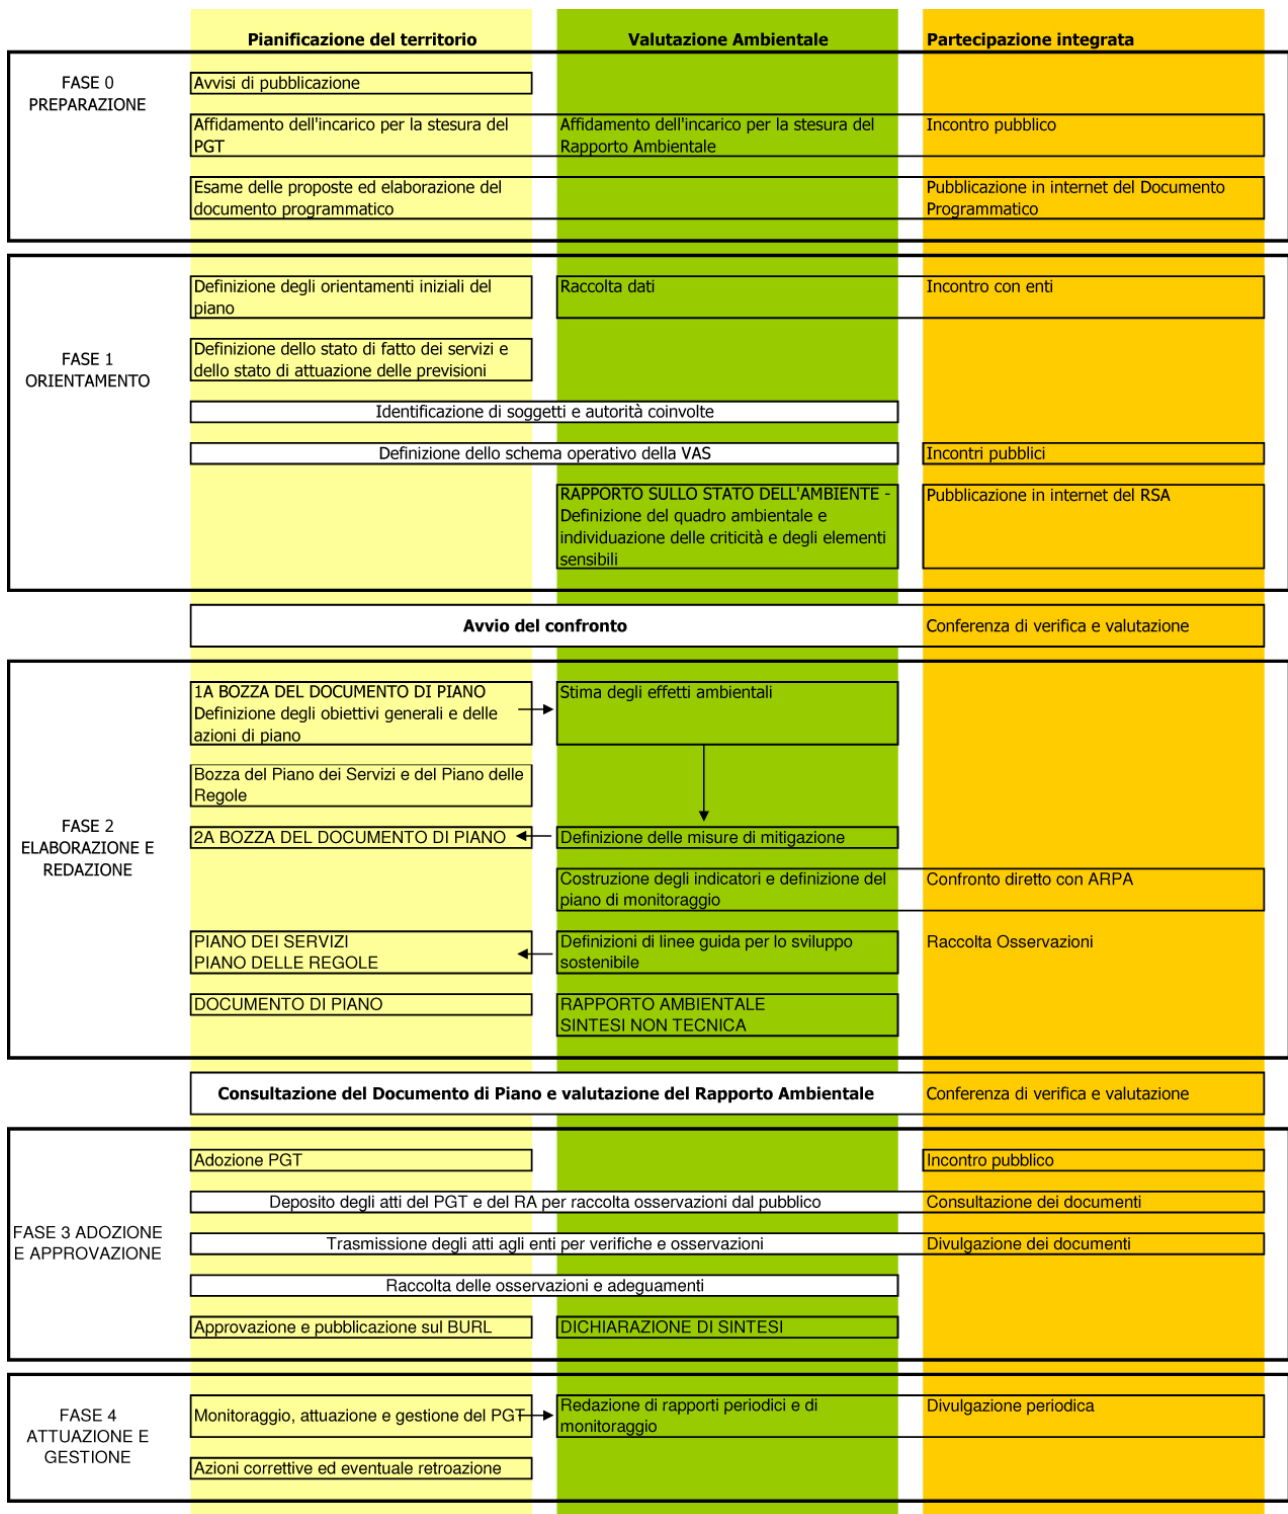 Pianificazione del territorio
Valutazione Ambientale
Partecipazione integrata
FASE 0
PREPARAZIONE
Avvisi di pubblicazione
Affidamento dell'incarico per la stesura del
PGT
Affidamento dell'incarico per la stesura del
Rapporto Ambientale
Incontro pubblico
Esame delle proposte ed elaborazione del
documento programmatico
Pubblicazione in internet del Documento
Programmatico
FASE 1
ORIENTAMENTO
Definizione degli orientamenti iniziali del
piano
Raccolta dati
Incontro con enti
Definizione dello stato di fatto dei servizi e
dello stato di attuazione delle previsioni
Identificazione di soggetti e autorità coinvolte
Definizione dello schema operativo della VAS
Incontri pubblici
RAPPORTO SULLO STATO DELL'AMBIENTE -
Definizione del quadro ambientale e
individuazione delle criticità e degli elementi
sensibili
Pubblicazione in internet del RSA
Avvio del confronto
Conferenza di verifica e valutazione
FASE 2
ELABORAZIONE E
REDAZIONE
1A BOZZA DEL DOCUMENTO DI PIANO
Definizione degli obiettivi generali e delle
azioni di piano
Stima degli effetti ambientali
Bozza del Piano dei Servizi e del Piano delle
Regole
2A BOZZA DEL DOCUMENTO DI PIANO
Definizione delle misure di mitigazione
Costruzione degli indicatori e definizione del
piano di monitoraggio
Confronto diretto con ARPA
PIANO DEI SERVIZI
PIANO DELLE REGOLE
Definizioni di linee guida per lo sviluppo
sostenibile
Raccolta Osservazioni
DOCUMENTO DI PIANO
RAPPORTO AMBIENTALE
SINTESI NON TECNICA
Consultazione del Documento di Piano e valutazione del Rapporto Ambientale
Conferenza di verifica e valutazione
FASE 3 ADOZIONE
E APPROVAZIONE
Adozione PGT
Incontro pubblico
Deposito degli atti del PGT e del RA per raccolta osservazioni dal pubblico
Consultazione dei documenti
Trasmissione degli atti agli enti per verifiche e osservazioni
Divulgazione dei documenti
Raccolta delle osservazioni e adeguamenti
Approvazione e pubblicazione sul BURL
DICHIARAZIONE DI SINTESI
FASE 4
ATTUAZIONE E
GESTIONE
Monitoraggio, attuazione e gestione del PGT
Redazione di rapporti periodici e di
monitoraggio
Divulgazione periodica
Azioni correttive ed eventuale retroazione